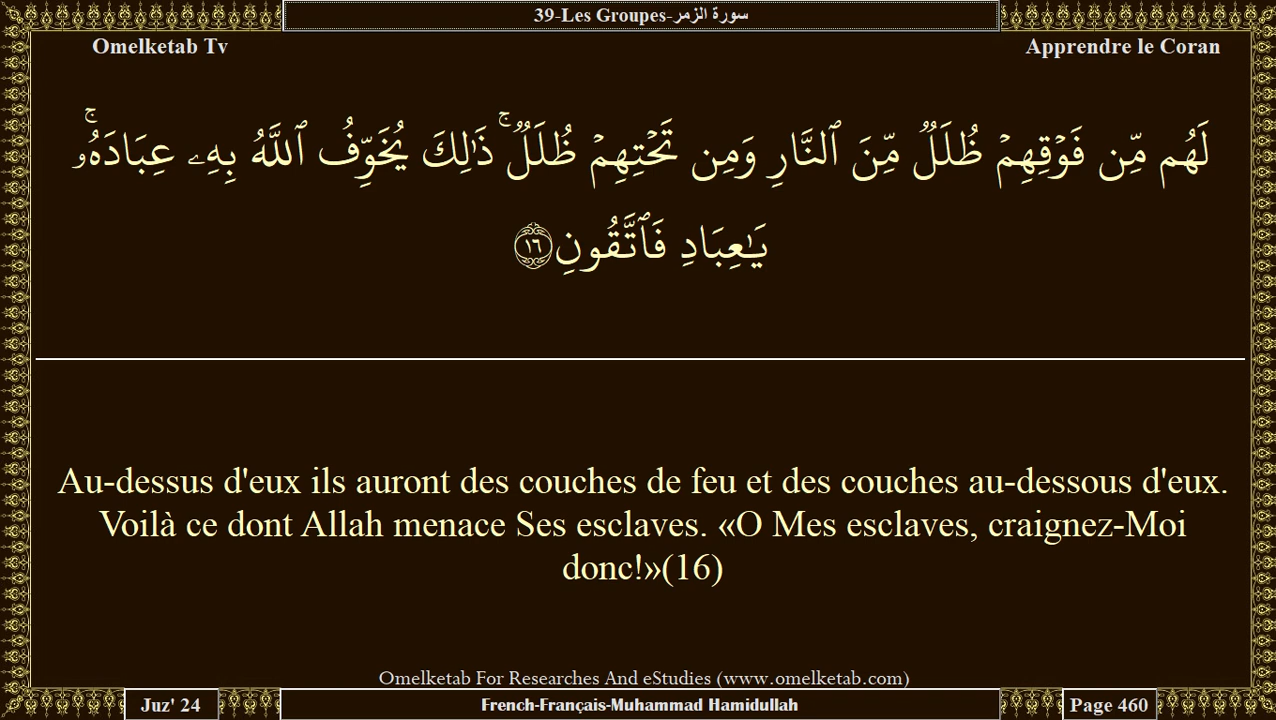 39-Les Groupes-سورة الزمر
Omelketab Tv
Apprendre le Coran
لَهُم مِّن فَوْقِهِمْ ظُلَلٌ مِّنَ ٱلنَّارِ وَمِن تَحْتِهِمْ ظُلَلٌ ۚ ذَٰلِكَ يُخَوِّفُ ٱللَّهُ بِهِۦ عِبَادَهُۥ ۚ
يَـٰعِبَادِ فَٱتَّقُونِ ١٦
Au-dessus d'eux ils auront des couches de feu et des couches au-dessous d'eux.
Voilà ce dont Allah menace Ses esclaves. «O Mes esclaves, craignez-Moi
donc!»(16)
Omelketab For Researches And eStudies (www.omelketab.com)
Juz' 24
French-Français-Muhammad Hamidullah
Page 460